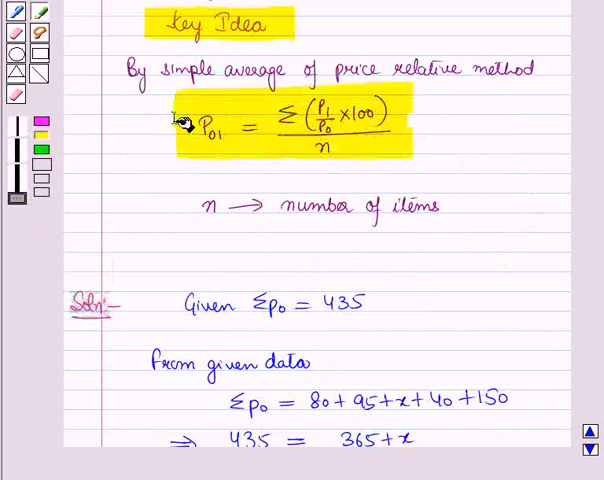 Key Idea
By simple average of price relative method
P₀₁ = Σ (P₁/P₀ ×100) / n
n → number of items
Soln:- Given Σp₀ = 435
From given data
Σp₀ = 80 + 95 + x + 40 + 150
⇒ 435 = 365 + x